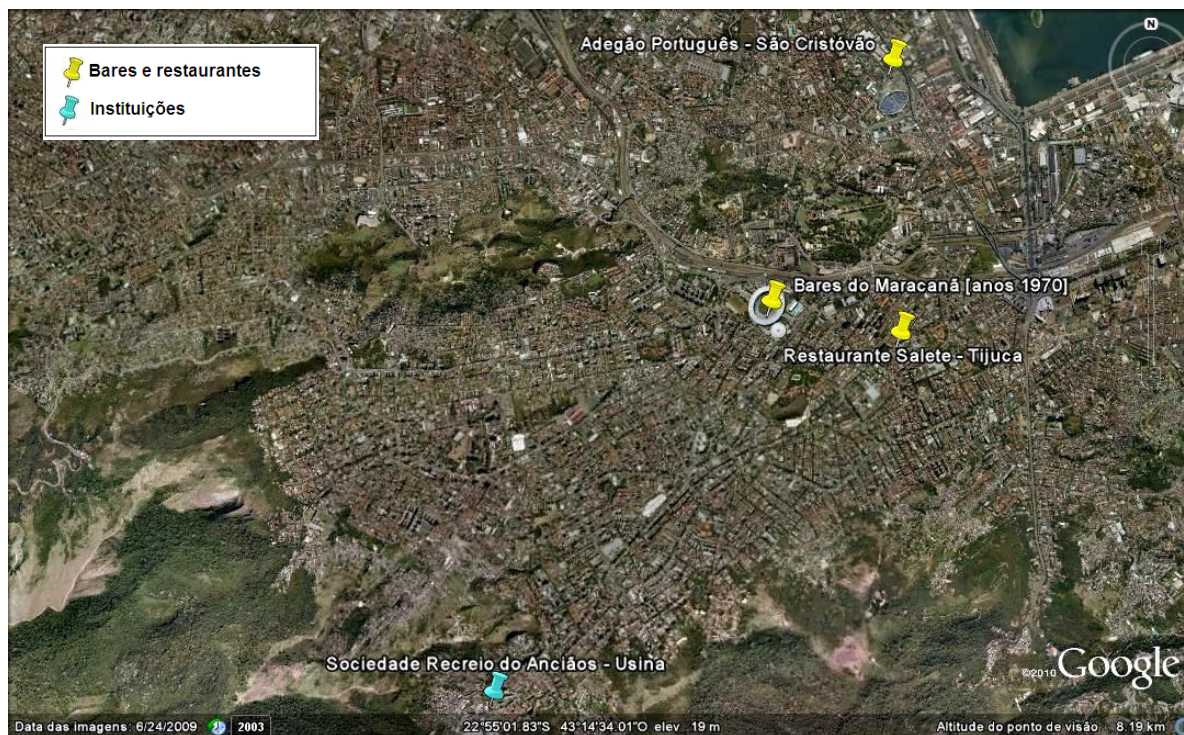 Adegão Português - São Cristóvão
N
Bares e restaurantes
Instituições
Bares do Maracanã [anos 1970]
Restaurante Salete - Tijuca
Sociedade Recreio do Anciãos - Usina
©2010 Google
Data das imagens: 6/24/2009 2003 22°55'01.83"S 43°14'34.01"O elev 19 m Altitude do ponto de visão 8.19 km